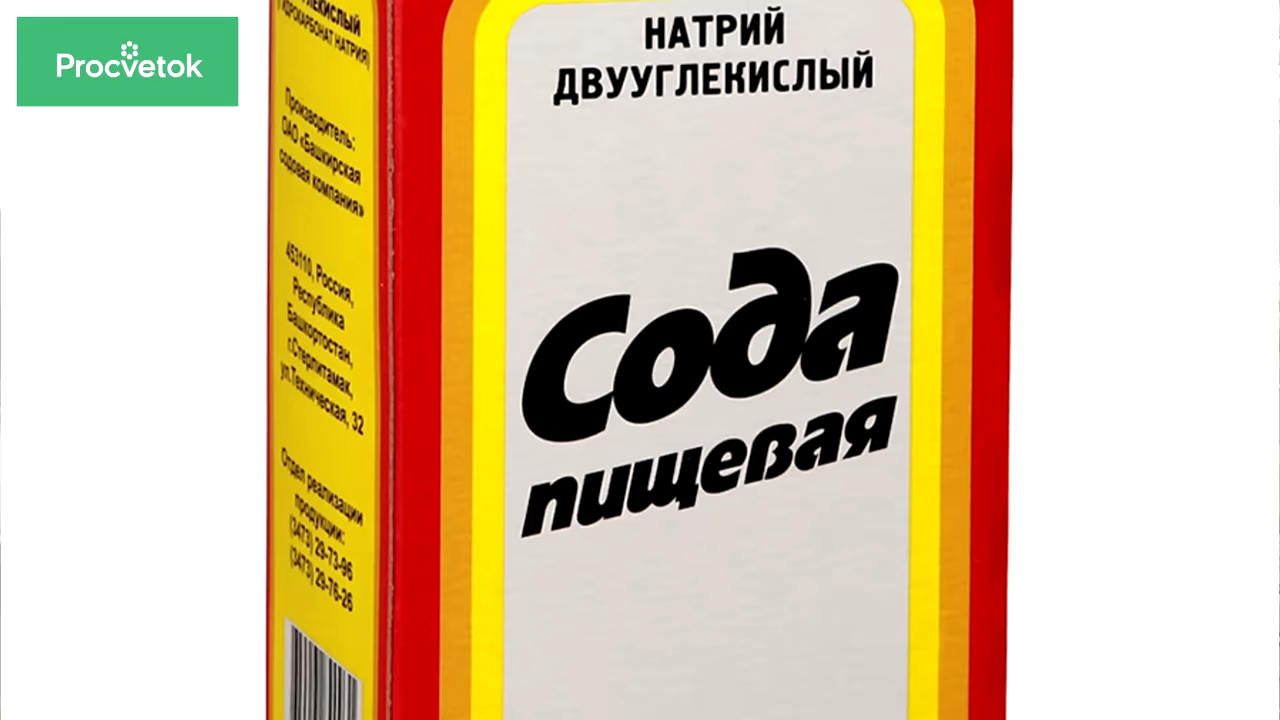 Procvetok
НАТРИЙ
ДВУУГЛЕКИСЛЫЙ
Сода
пищевая
Производитель:
ОАО «Башкирская
содовая компания»
453110, Россия,
Республика
Башкортостан,
г.Стерлитамак,
ул.Техническая, 32
Отдел реализации
продукции:
(3473) 29-73-96
(3473) 29-76-26